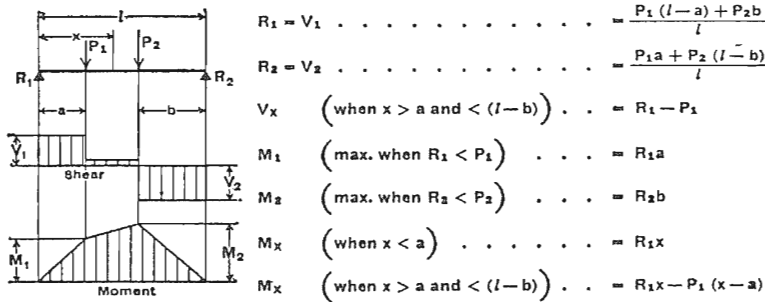 l
x
P₁ P₂
R₁ R₂
a b
V₁
Shear
V₂
M₁
M₂
Moment
R₁ = V₁ . . . . . . . . . . . = P₁ (l—a) + P₂b / l
R₂ = V₂ . . . . . . . . . . . = P₁a + P₂ (l—b) / l
Vₓ (when x > a and < (l—b)) . . = R₁ — P₁
M₁ (max. when R₁ < P₁) . . . = R₁a
M₂ (max. when R₂ < P₂) . . . = R₂b
Mₓ (when x < a) . . . . . . . = R₁x
Mₓ (when x > a and < (l—b)) . . = R₁x—P₁ (x—a)